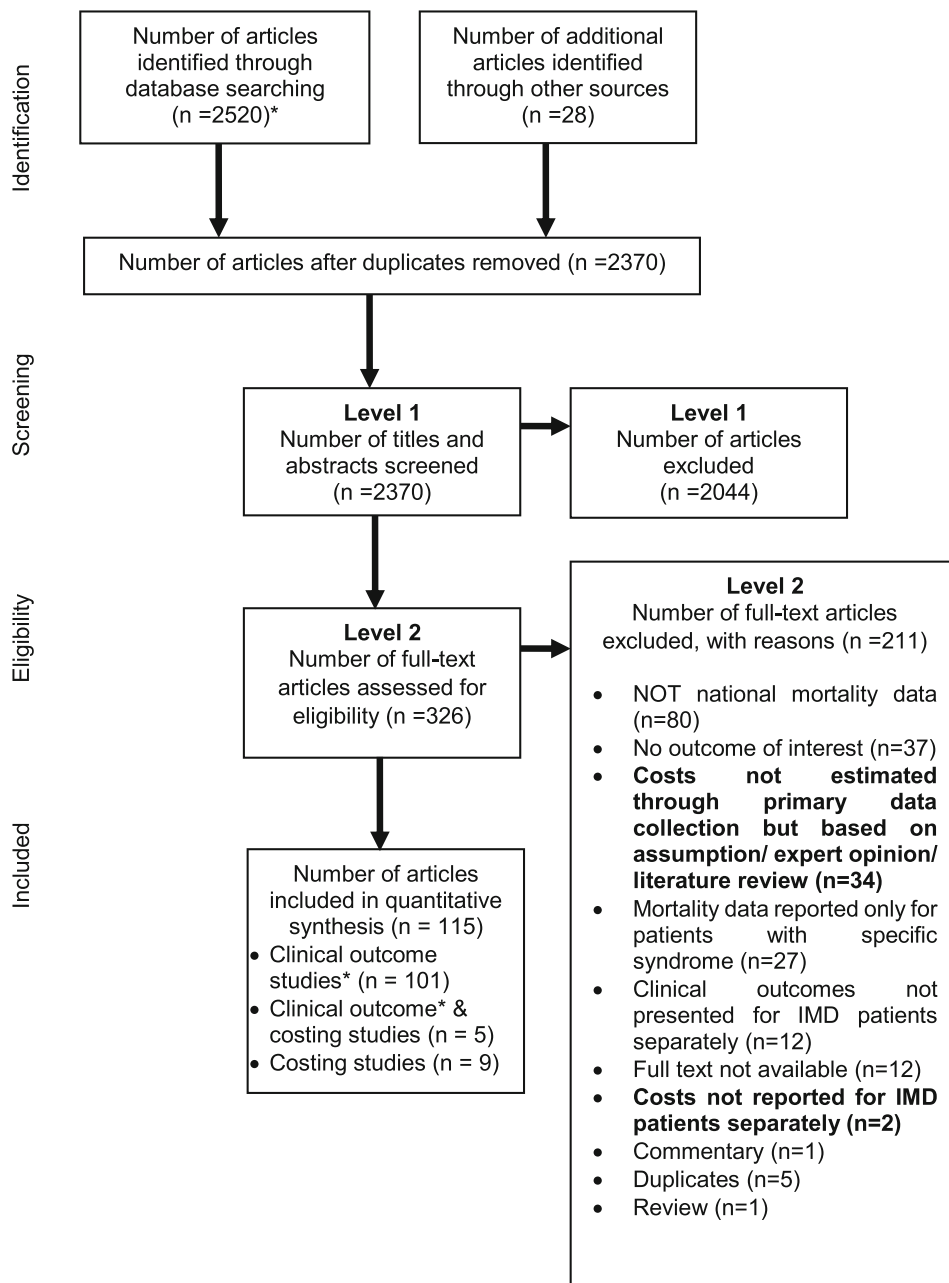 Identification
Number of articles
identified through
database searching
(n =2520)*
Number of additional
articles identified
through other sources
(n =28)
Number of articles after duplicates removed (n =2370)
Screening
Level 1
Number of titles and
abstracts screened
(n =2370)
Level 1
Number of articles
excluded
(n =2044)
Eligibility
Level 2
Number of full-text
articles assessed for
eligibility (n =326)
Level 2
Number of full-text articles
excluded, with reasons (n =211)
• NOT national mortality data
(n=80)
• No outcome of interest (n=37)
• Costs not estimated
through primary data
collection but based on
assumption/ expert opinion/
literature review (n=34)
• Mortality data reported only for
patients with specific
syndrome (n=27)
• Clinical outcomes not
presented for IMD patients
separately (n=12)
• Full text not available (n=12)
• Costs not reported for IMD
patients separately (n=2)
• Commentary (n=1)
• Duplicates (n=5)
• Review (n=1)
Included
Number of articles
included in quantitative
synthesis (n = 115)
• Clinical outcome
studies* (n = 101)
• Clinical outcome* &
costing studies (n = 5)
• Costing studies (n = 9)